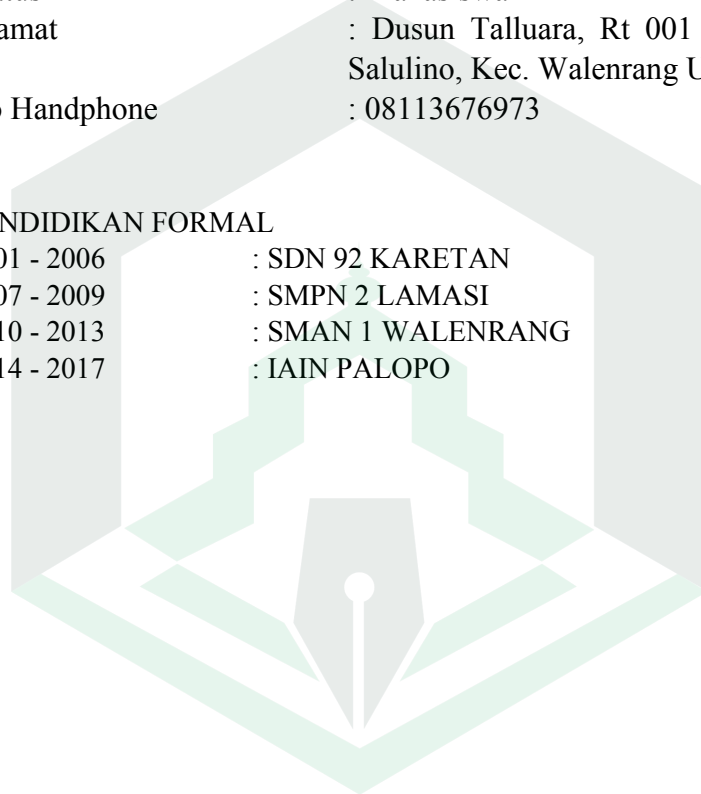 amat : Dusun Talluara, Rt 001
Salulino, Kec. Walenrang U
Handphone : 08113676973
NDIDIKAN FORMAL
01 - 2006 : SDN 92 KARETAN
07 - 2009 : SMPN 2 LAMASI
10 - 2013 : SMAN 1 WALENRANG
14 - 2017 : IAIN PALOPO